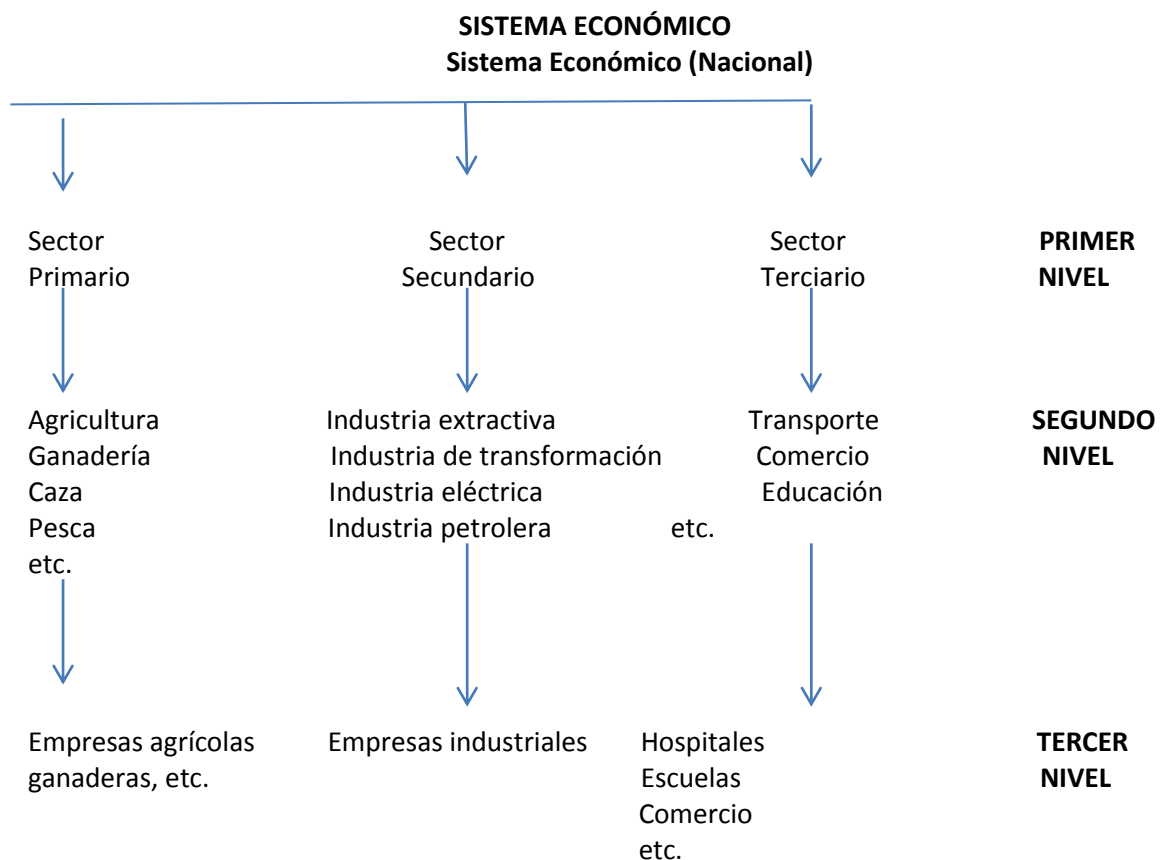 SISTEMA ECONÓMICO
Sistema Económico (Nacional)
Sector Sector Sector PRIMER
Primario Secundario Terciario NIVEL
Agricultura Industria extractiva Transporte SEGUNDO
Ganadería Industria de transformación Comercio NIVEL
Caza Industria eléctrica Educación
Pesca Industria petrolera etc.
etc.
Empresas agrícolas Empresas industriales Hospitales TERCER
ganaderas, etc. Escuelas NIVEL
Comercio
etc.